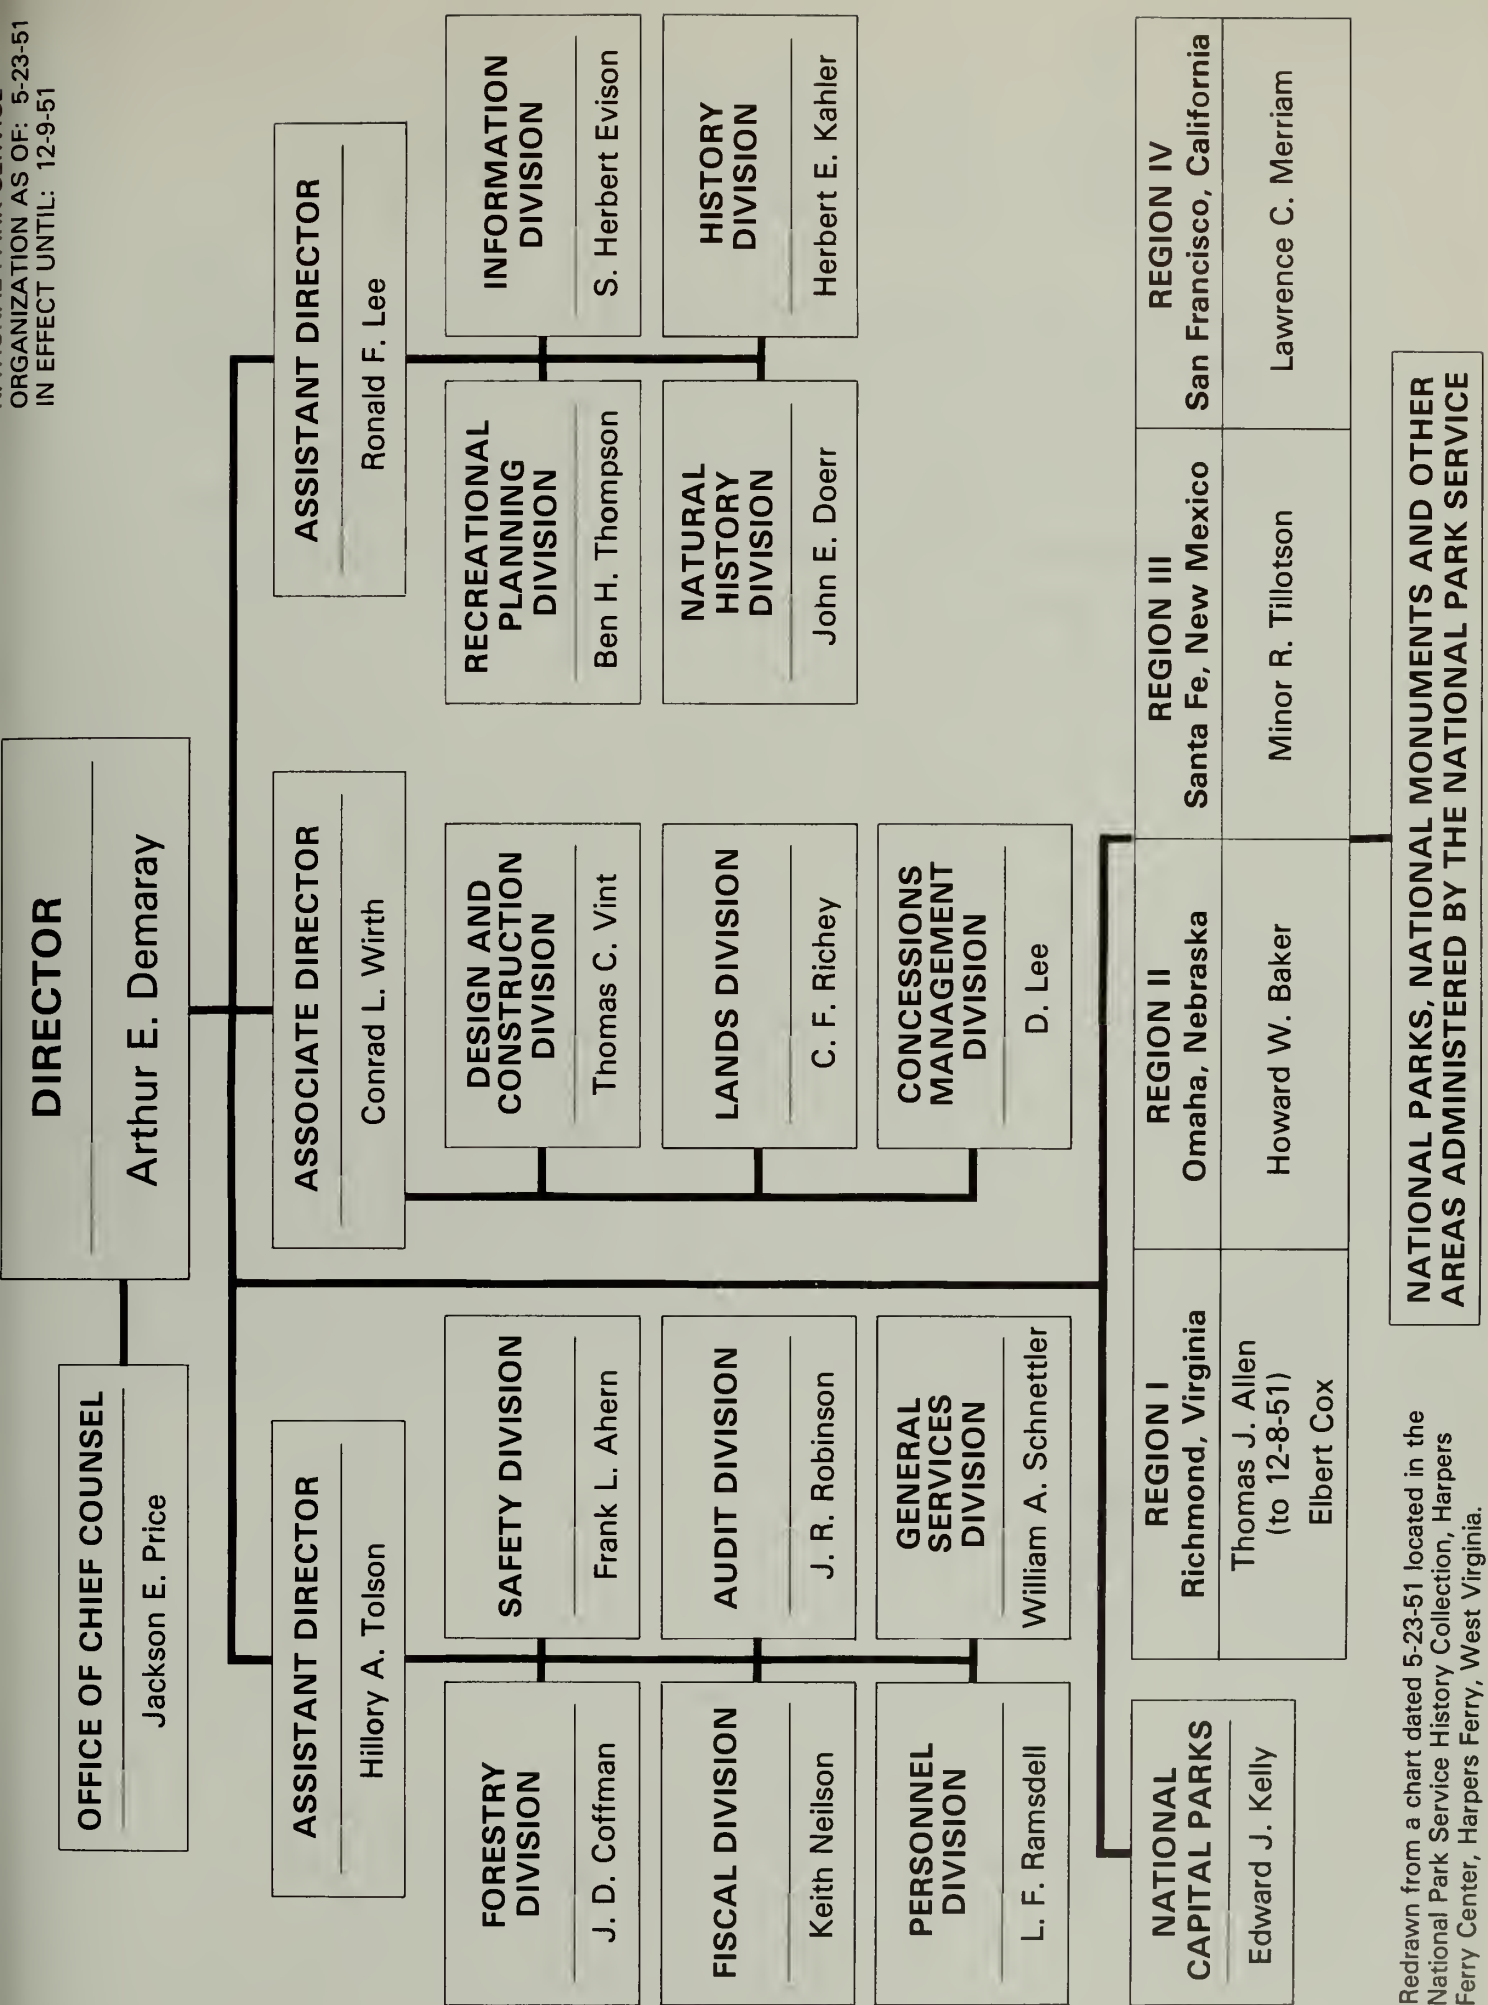 ORGANIZATION AS OF: 5-23-51
IN EFFECT UNTIL: 12-9-51
DIRECTOR
Arthur E. Demaray
OFFICE OF CHIEF COUNSEL
Jackson E. Price
ASSISTANT DIRECTOR
Hillory A. Tolson
ASSOCIATE DIRECTOR
Conrad L. Wirth
ASSISTANT DIRECTOR
Ronald F. Lee
FORESTRY
DIVISION
J. D. Coffman
SAFETY DIVISION
Frank L. Ahern
DESIGN AND
CONSTRUCTION
DIVISION
Thomas C. Vint
RECREATIONAL
PLANNING
DIVISION
Ben H. Thompson
INFORMATION
DIVISION
S. Herbert Evison
FISCAL DIVISION
Keith Neilson
AUDIT DIVISION
J. R. Robinson
LANDS DIVISION
C. F. Richey
NATURAL
HISTORY
DIVISION
John E. Doerr
HISTORY
DIVISION
Herbert E. Kahler
PERSONNEL
DIVISION
L. F. Ramsdell
GENERAL
SERVICES
DIVISION
William A. Schnettler
CONCESSIONS
MANAGEMENT
DIVISION
D. Lee
NATIONAL
CAPITAL PARKS
Edward J. Kelly
REGION I
Richmond, Virginia
Thomas J. Allen
(to 12-8-51)
Elbert Cox
REGION II
Omaha, Nebraska
Howard W. Baker
REGION III
Santa Fe, New Mexico
Minor R. Tillotson
REGION IV
San Francisco, California
Lawrence C. Merriam
NATIONAL PARKS, NATIONAL MONUMENTS AND OTHER
AREAS ADMINISTERED BY THE NATIONAL PARK SERVICE
Redrawn from a chart dated 5-23-51 located in the
National Park Service History Collection, Harpers
Ferry Center, Harpers Ferry, West Virginia.